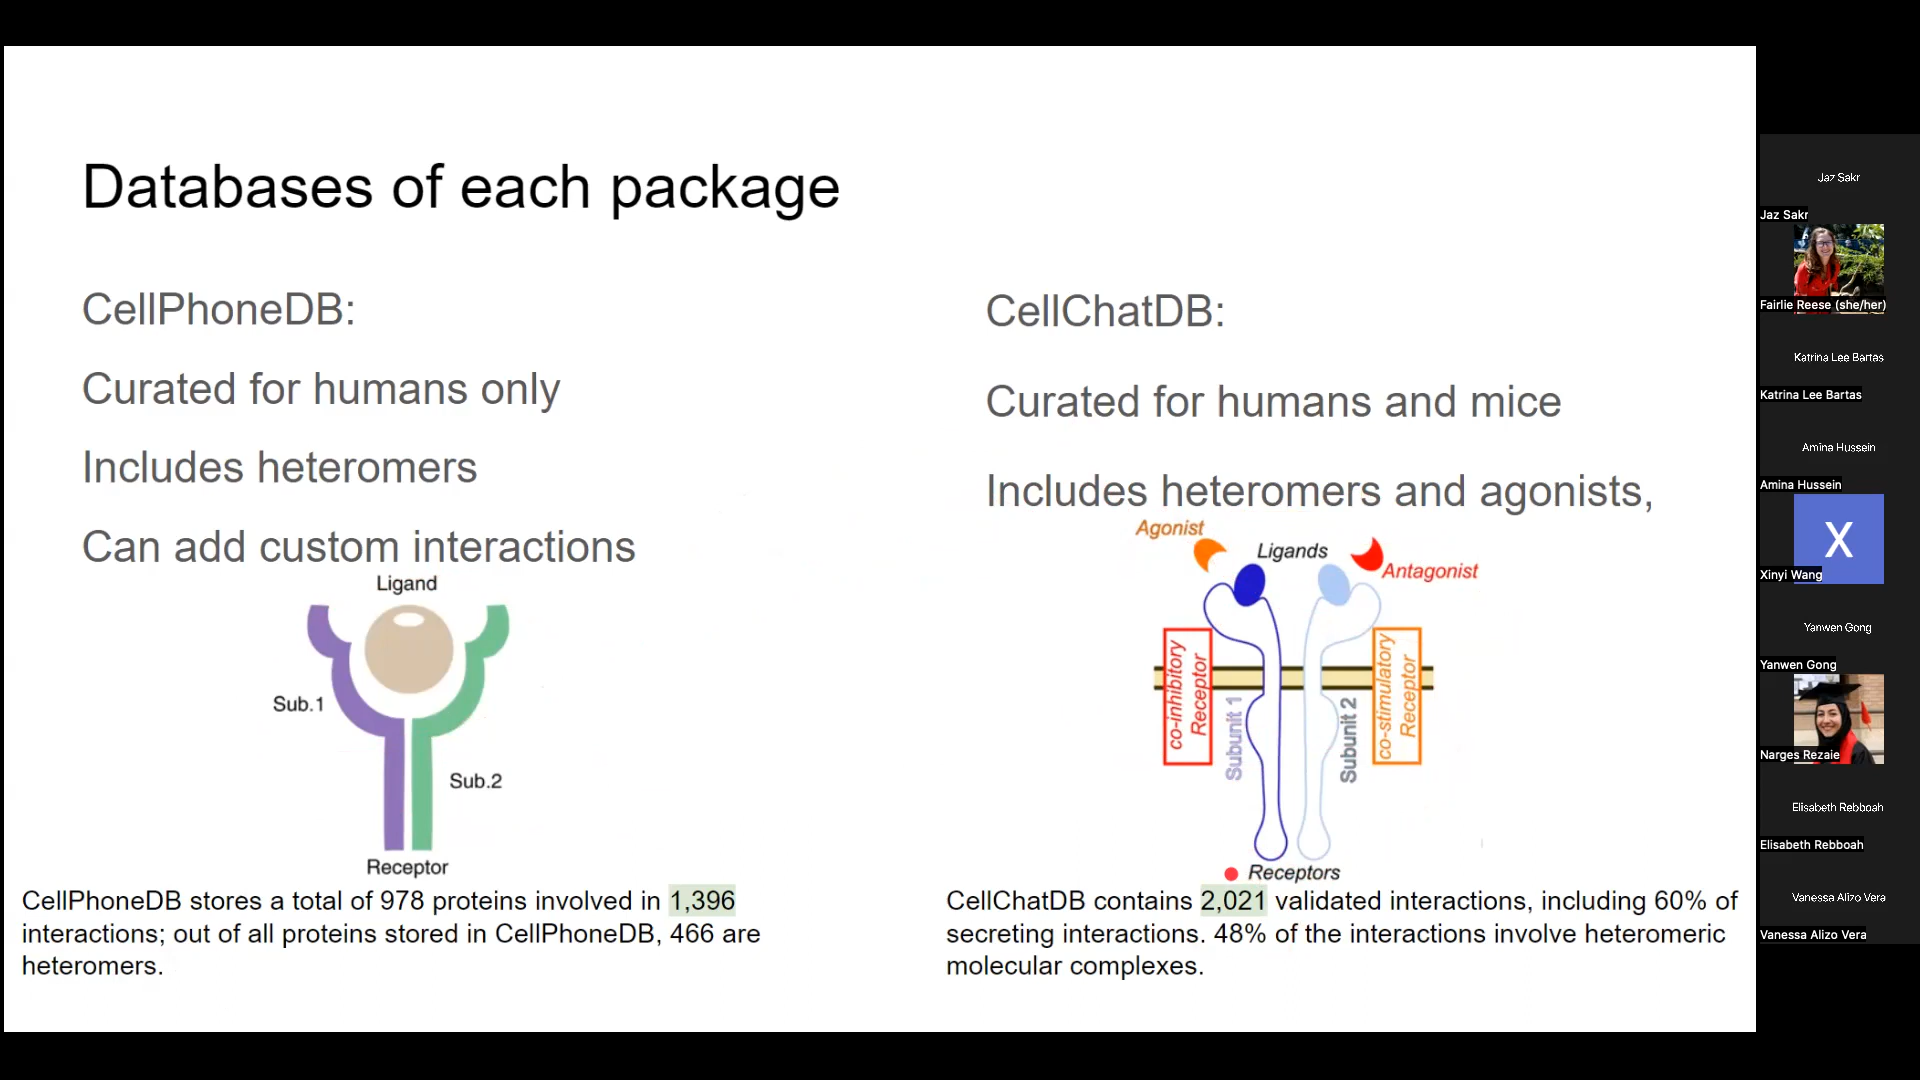 Databases of each package
CellPhoneDB:
Curated for humans only
Includes heteromers
Can add custom interactions
Ligand
Sub.1
Sub.2
Receptor
CellPhoneDB stores a total of 978 proteins involved in 1,396
interactions; out of all proteins stored in CellPhoneDB, 466 are
heteromers.
CellChatDB:
Curated for humans and mice
Includes heteromers and agonists,
Agonist
Ligands
Antagonist
co-inhibitory
Receptor
Subunit 1
Subunit 2
co-stimulatory
Receptor
Receptors
CellChatDB contains 2,021 validated interactions, including 60% of
secreting interactions. 48% of the interactions involve heteromeric
molecular complexes.
Jaz Sakr
Jaz Sakr
Fairlie Reese (she/her)
Katrina Lee Bartas
Katrina Lee Bartas
Amina Hussein
Amina Hussein
X
Xinyi Wang
Yanwen Gong
Yanwen Gong
Narges Rezaie
Elisabeth Rebboah
Elisabeth Rebboah
Vanessa Alizo Vera
Vanessa Alizo Vera